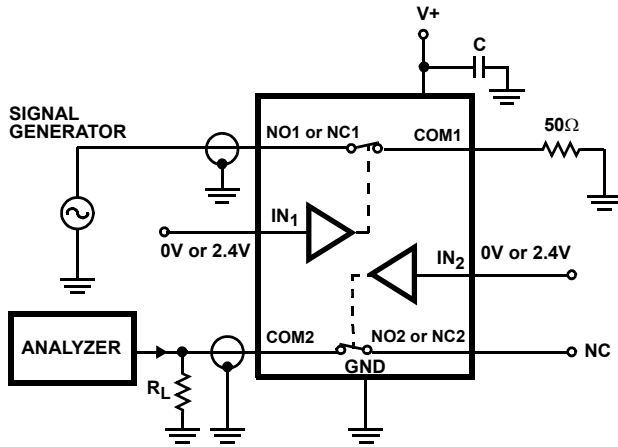 V+
C
SIGNAL
GENERATOR
NO1 or NC1
COM1
50Ω
IN1
0V or 2.4V
IN2
0V or 2.4V
ANALYZER
COM2
NO2 or NC2
NC
RL
GND